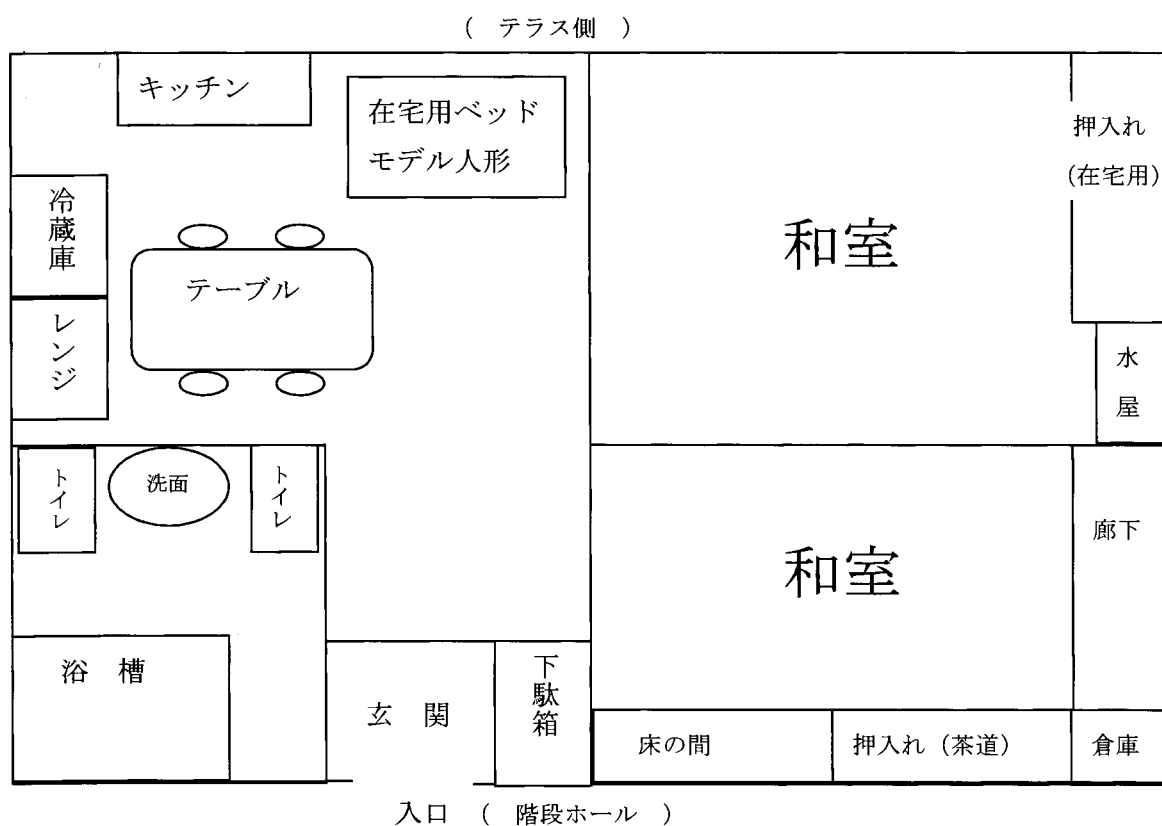 （ テラス側 ）
キッチン
在宅用ベッド
モデル人形
押入れ
(在宅用)
冷蔵庫
和室
テーブル
レンジ
水屋
トイレ
洗面
トイレ
廊下
和室
浴 槽
下駄箱
玄 関
床の間
押入れ（茶道）
倉庫
入口 （ 階段ホール ）